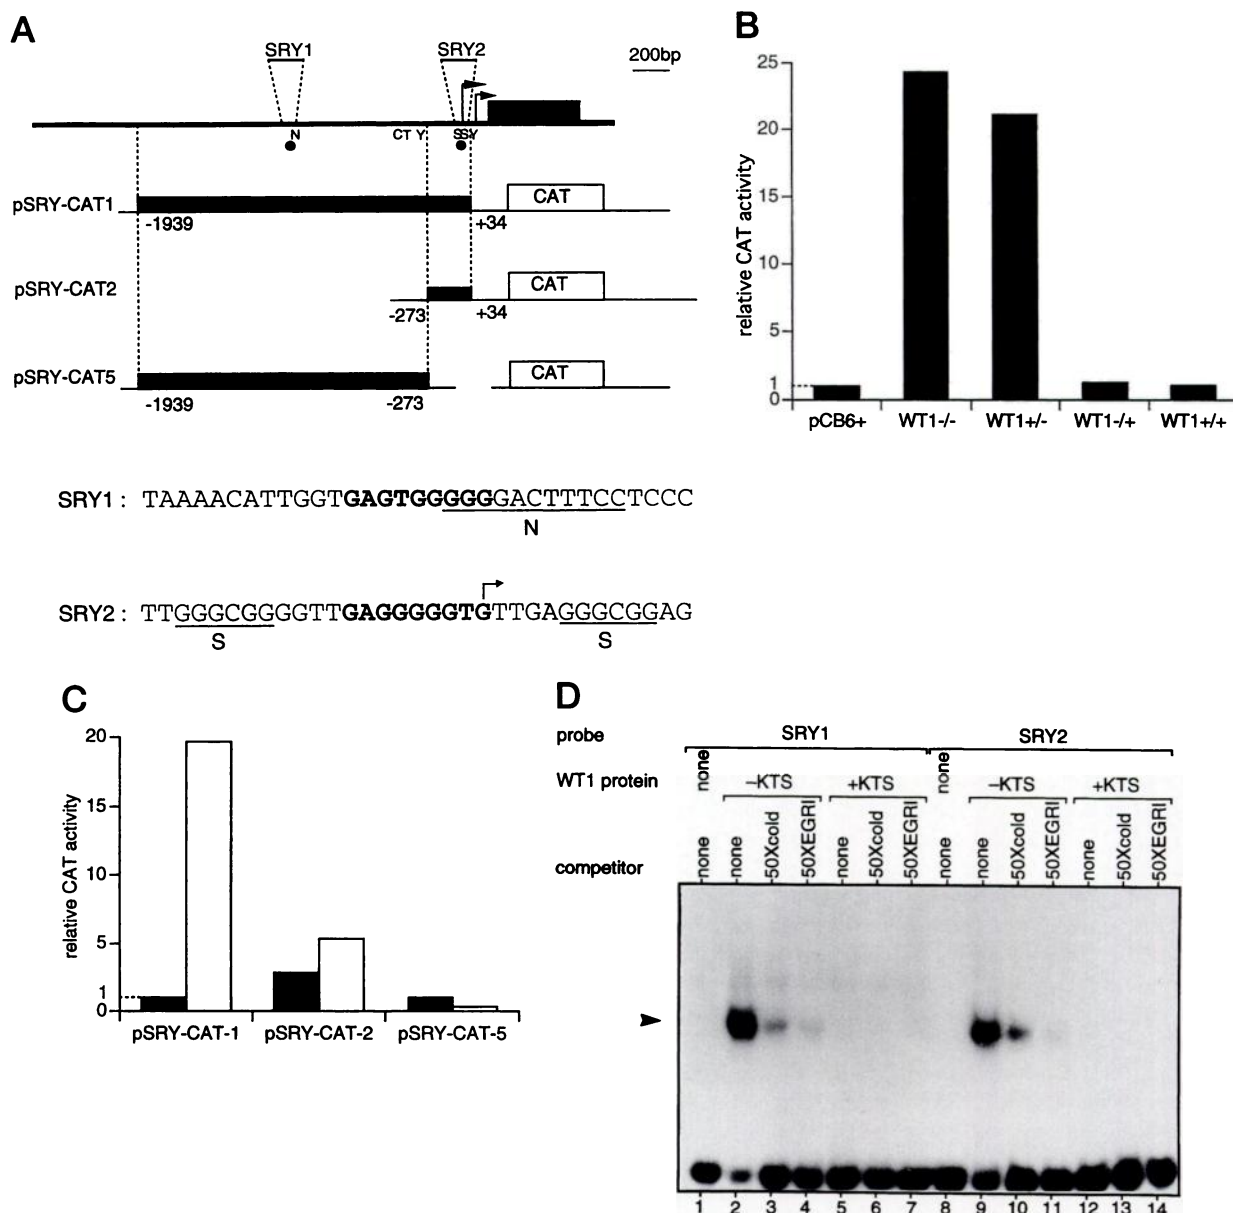 A
SRY1
SRY2
200bp
N
CT Y
SSY
pSRY-CAT1
CAT
-1939
+34
pSRY-CAT2
CAT
-273
+34
pSRY-CAT5
CAT
-1939
-273
SRY1 : TAAAACATTGGTGAGTGGGGGGACTTTCCTCCC
N
SRY2 : TTGGGCGGGGTTGAGGGGGTGTTGAGGGCGGAG
S
S
B
relative CAT activity
25
20
15
10
5
1
0
pCB6+
WT1-/-
WT1+/-
WT1-/+
WT1+/+
C
relative CAT activity
20
15
10
5
1
0
pSRY-CAT-1
pSRY-CAT-2
pSRY-CAT-5
D
probe
SRY1
SRY2
WT1 protein
none
–KTS
+KTS
none
–KTS
+KTS
competitor
none
none
50Xcold
50XEGRI
none
50Xcold
50XEGRI
none
none
50Xcold
50XEGRI
none
50Xcold
50XEGRI
1 2 3 4 5 6 7 8 9 10 11 12 13 14